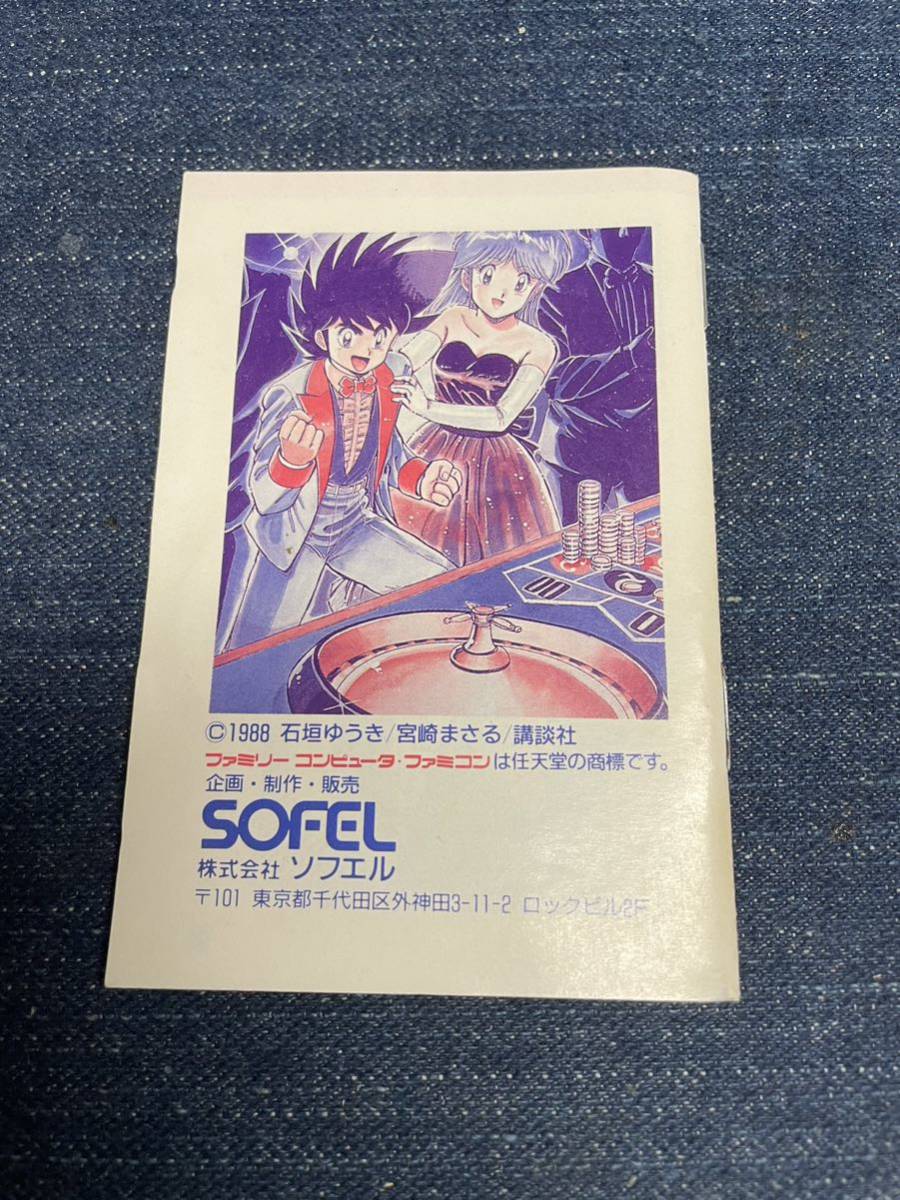 ©1988 石垣ゆうき/宮崎まさる/講談社
ファミリー コンピュータ・ファミコンは任天堂の商標です。
企画・制作・販売
SOFEL
株式会社 ソフエル
〒101 東京都千代田区外神田3-11-2 ロックビル2F